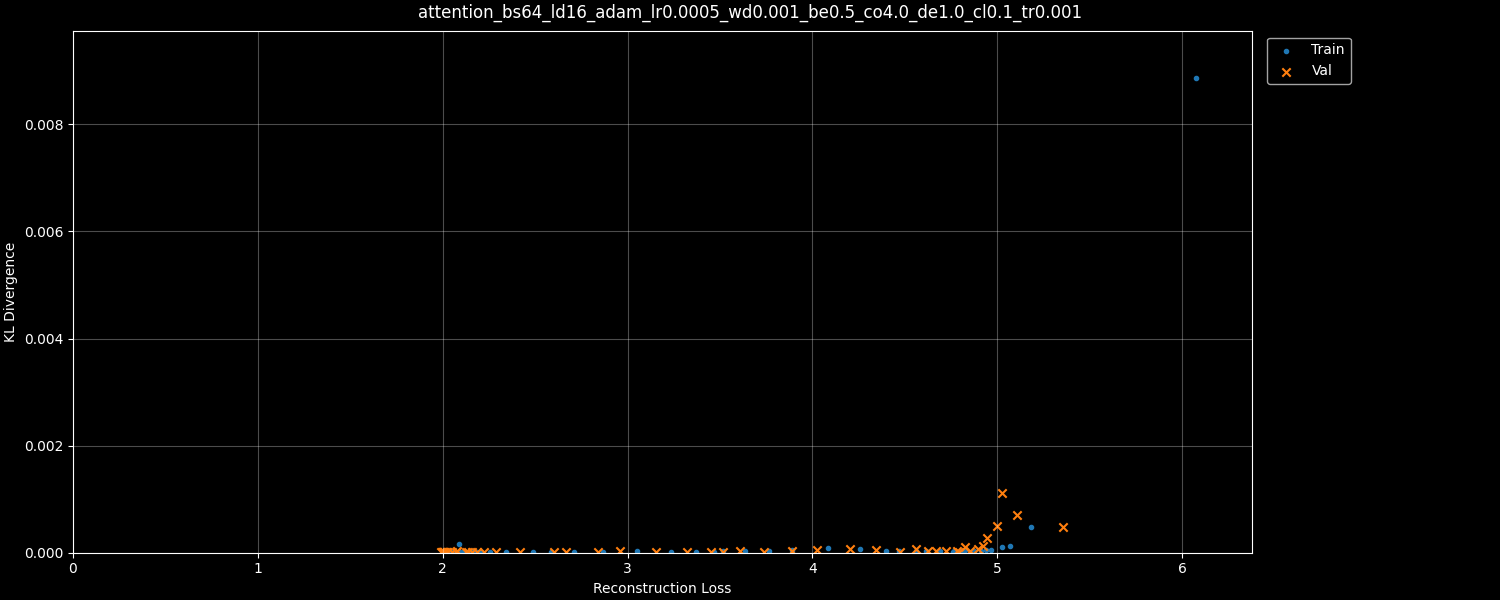 attention_bs64_ld16_adam_lr0.0005_wd0.001_be0.5_co4.0_de1.0_cl0.1_tr0.001
Train
Val
KL Divergence
0.008
0.006
0.004
0.002
0.000
0 1 2 3 4 5 6
Reconstruction Loss